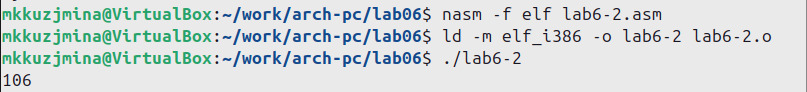 mkkuzjmina@VirtualBox:~/work/arch-pc/lab06$ nasm -f elf lab6-2.asm
mkkuzjmina@VirtualBox:~/work/arch-pc/lab06$ ld -m elf_i386 -o lab6-2 lab6-2.o
mkkuzjmina@VirtualBox:~/work/arch-pc/lab06$ ./lab6-2
106